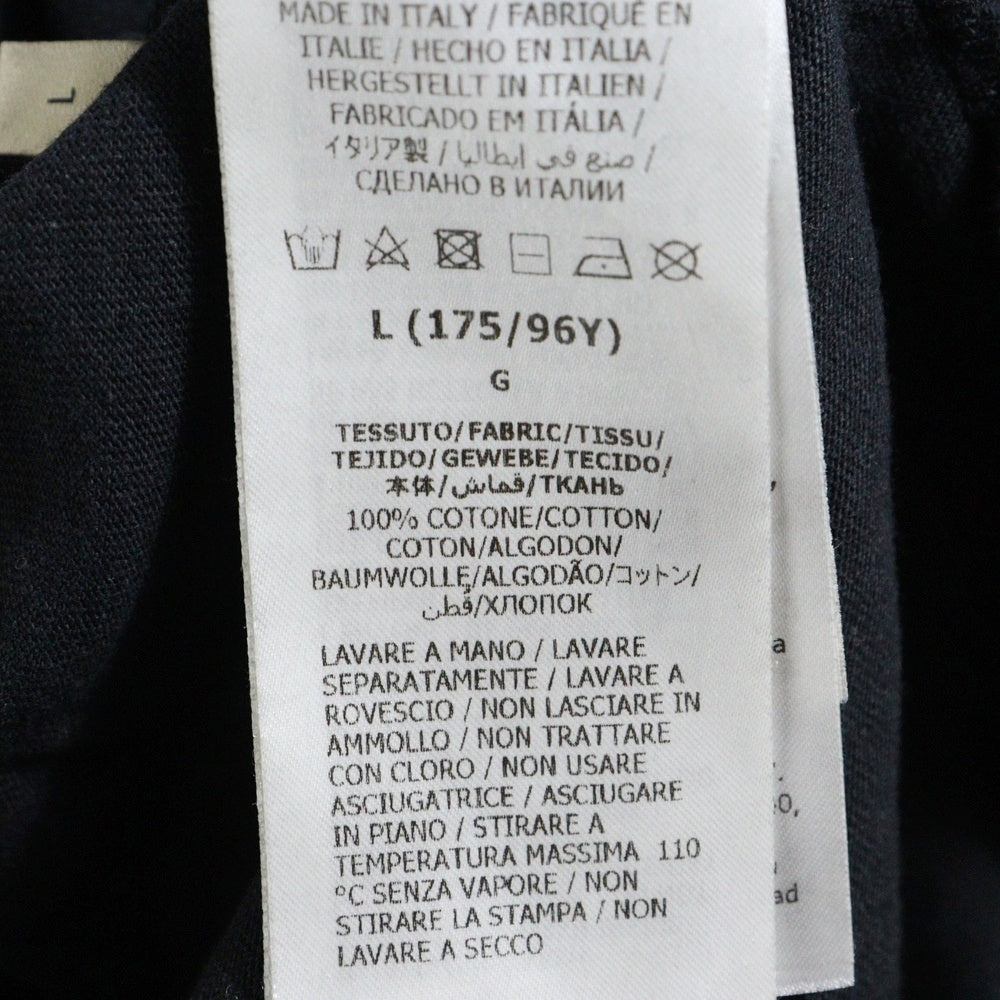 L
MADE IN ITALY / FABRIQUÉ EN
ITALIE / HECHO EN ITALIA /
HERGESTELLT IN ITALIEN /
FABRICADO EM ITÁLIA /
イタリア製 / صنع في إيطاليا /
СДЕЛАНО В ИТАЛИИ
L (175/96Y)
G
TESSUTO/FABRIC/TISSU/
TEJIDO/GEWEBE/TECIDO/
本体/قماش/ТКАНЬ
100% COTONE/COTTON/
COTON/ALGODON/
BAUMWOLLE/ALGODÃO/コットン/
قُطن/ХЛОПОК
LAVARE A MANO / LAVARE
SEPARATAMENTE / LAVARE A
ROVESCIO / NON LASCIARE IN
AMMOLLO / NON TRATTARE
CON CLORO / NON USARE
ASCIUGATRICE / ASCIUGARE
IN PIANO / STIRARE A
TEMPERATURA MASSIMA 110
°C SENZA VAPORE / NON
STIRARE LA STAMPA / NON
LAVARE A SECCO